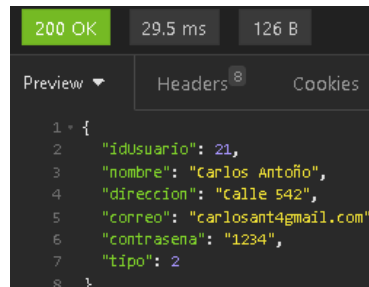 200 OK 29.5 ms 126 B
Preview Headers 8 Cookies
1 {
2 "idUsuario": 21,
3 "nombre": "Carlos Antoño",
4 "direccion": "Calle 542",
5 "correo": "carlosant4gmail.com"
6 "contrasena": "1234",
7 "tipo": 2
8 }